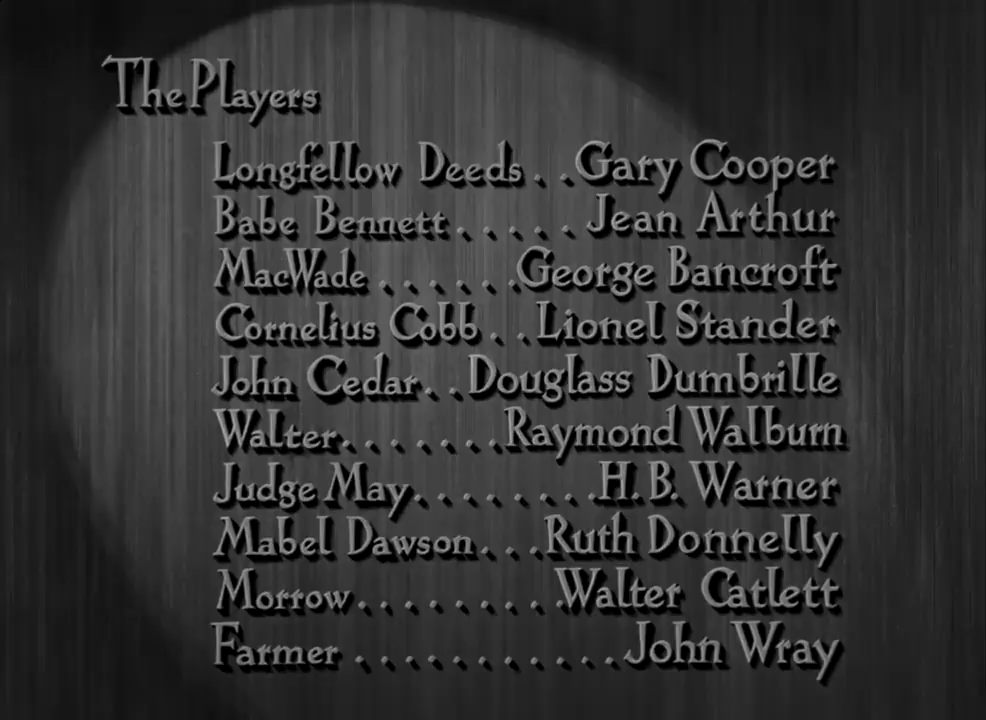 The Players
Longfellow Deeds . . Gary Cooper
Babe Bennett . . . . . Jean Arthur
MacWade . . . . . . George Bancroft
Cornelius Cobb . . Lionel Stander
John Cedar . . Douglass Dumbrille
Walter . . . . . . . Raymond Walburn
Judge May . . . . . . . . H. B. Warner
Mabel Dawson . . . Ruth Donnelly
Morrow . . . . . . . . . Walter Catlett
Farmer . . . . . . . . . . . . John Wray